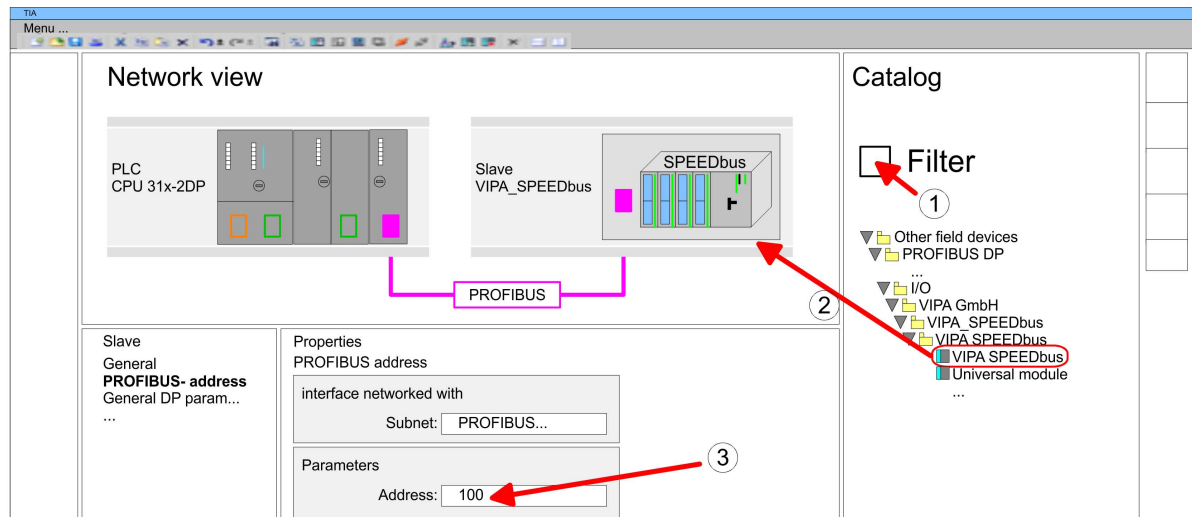 TIA
Menu ...
Network view
PLC
CPU 31x-2DP
Slave
VIPA_SPEEDbus
SPEEDbus
PROFIBUS
Catalog
Filter
1
Other field devices
PROFIBUS DP
...
I/O
VIPA GmbH
VIPA_SPEEDbus
VIPA SPEEDbus
VIPA SPEEDbus
Universal module
...
2
Slave
General
PROFIBUS- address
General DP param...
...
Properties
PROFIBUS address
interface networked with
Subnet: PROFIBUS...
Parameters
Address: 100
3